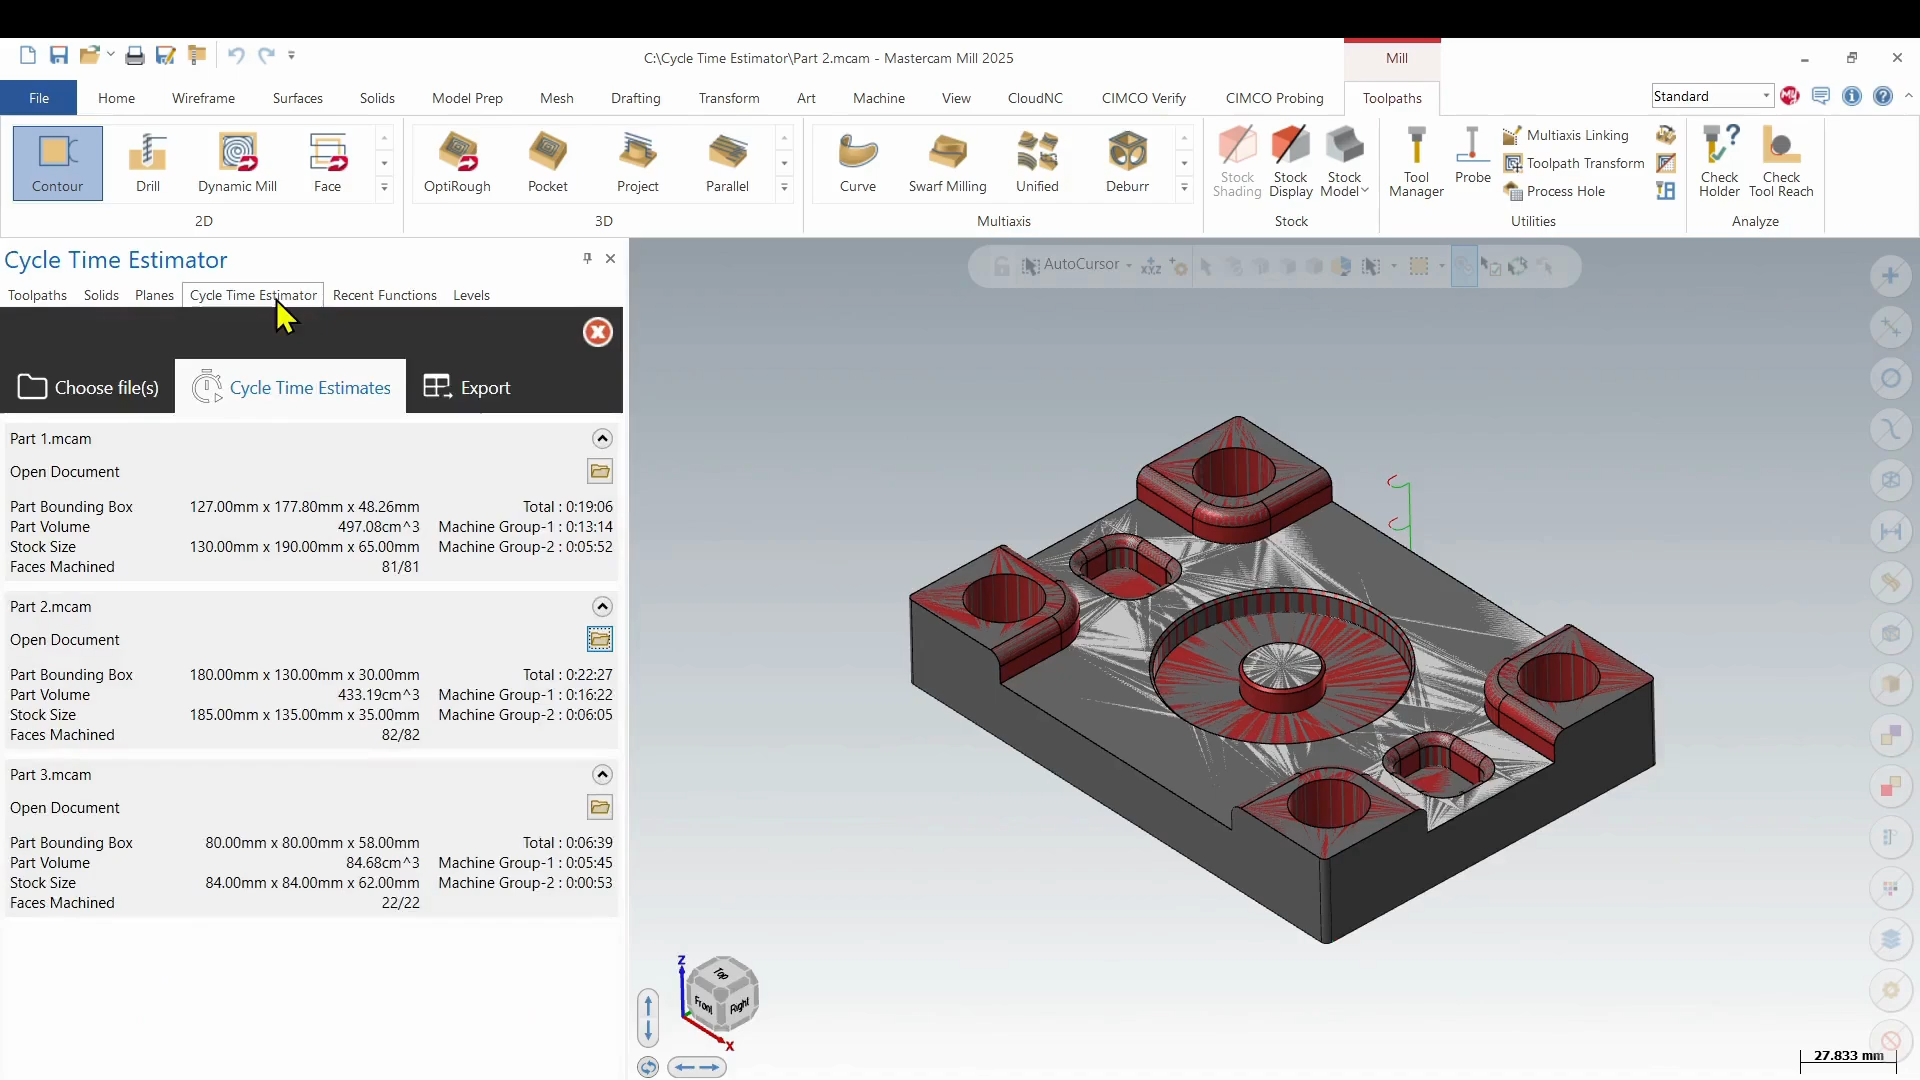 C:\Cycle Time Estimator\Part 2.mcam - Mastercam Mill 2025
Mill
File
Home
Wireframe
Surfaces
Solids
Model Prep
Mesh
Drafting
Transform
Art
Machine
View
CloudNC
CIMCO Verify
CIMCO Probing
Toolpaths
Standard
Contour
Drill
Dynamic Mill
Face
2D
OptiRough
Pocket
Project
Parallel
3D
Curve
Swarf Milling
Unified
Deburr
Multiaxis
Stock
Shading
Stock
Display
Stock
Model
Stock
Tool
Manager
Probe
Multiaxis Linking
Toolpath Transform
Process Hole
Utilities
Check
Holder
Check
Tool Reach
Analyze
Cycle Time Estimator
Toolpaths
Solids
Planes
Cycle Time Estimator
Recent Functions
Levels
Choose file(s)
Cycle Time Estimates
Export
Part 1.mcam
Open Document
Part Bounding Box 127.00mm x 177.80mm x 48.26mm Total : 0:19:06
Part Volume 497.08cm^3 Machine Group-1 : 0:13:14
Stock Size 130.00mm x 190.00mm x 65.00mm Machine Group-2 : 0:05:52
Faces Machined 81/81
Part 2.mcam
Open Document
Part Bounding Box 180.00mm x 130.00mm x 30.00mm Total : 0:22:27
Part Volume 433.19cm^3 Machine Group-1 : 0:16:22
Stock Size 185.00mm x 135.00mm x 35.00mm Machine Group-2 : 0:06:05
Faces Machined 82/82
Part 3.mcam
Open Document
Part Bounding Box 80.00mm x 80.00mm x 58.00mm Total : 0:06:39
Part Volume 84.68cm^3 Machine Group-1 : 0:05:45
Stock Size 84.00mm x 84.00mm x 62.00mm Machine Group-2 : 0:00:53
Faces Machined 22/22
AutoCursor
Z
Top
Front
Right
X
27.833 mm